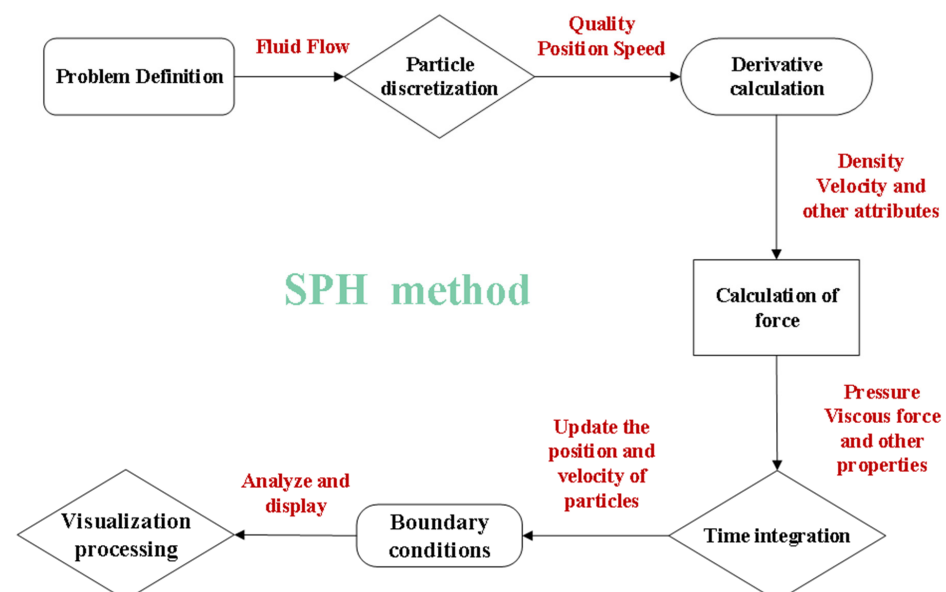 Problem Definition
Fluid Flow
Particle
discretization
Quality
Position Speed
Derivative
calculation
Density
Velocity and
other attributes
SPH method
Calculation of
force
Pressure
Viscous force
and other
properties
Time integration
Update the
position and
velocity of
particles
Boundary
conditions
Analyze and
display
Visualization
processing